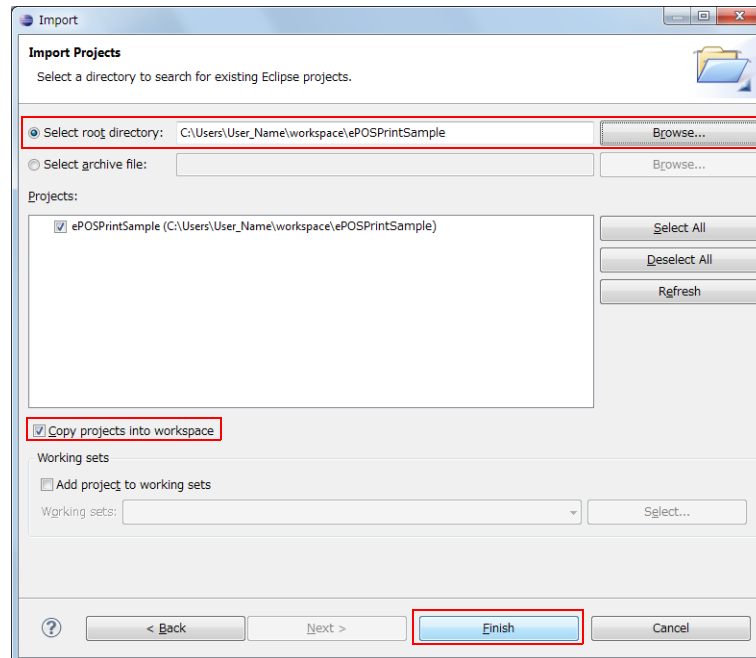 Import
Import Projects
Select a directory to search for existing Eclipse projects.
Select root directory: C:\Users\User_Name\workspace\ePOSPrintSample Browse...
Select archive file: Browse...
Projects:
ePOSPrintSample (C:\Users\User_Name\workspace\ePOSPrintSample)
Select All
Deselect All
Refresh
Copy projects into workspace
Working sets
Add project to working sets
Working sets: Select...
? < Back Next > Finish Cancel